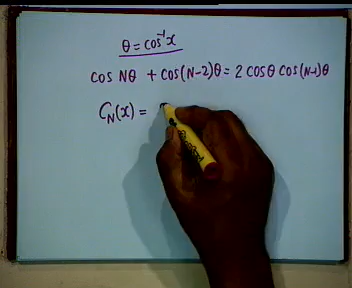 θ = cos⁻¹x
cos Nθ + cos(N-2)θ = 2 cosθ cos(N-1)θ
C_N(x) =